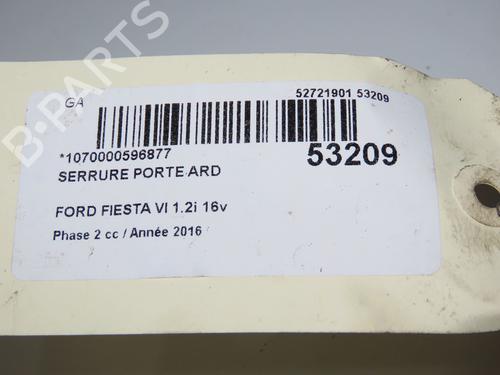 GA
52721901 53209
*1070000596877
53209
SERRURE PORTE ARD
FORD FIESTA VI 1.2i 16v
Phase 2 cc / Année 2016
B-PARTS